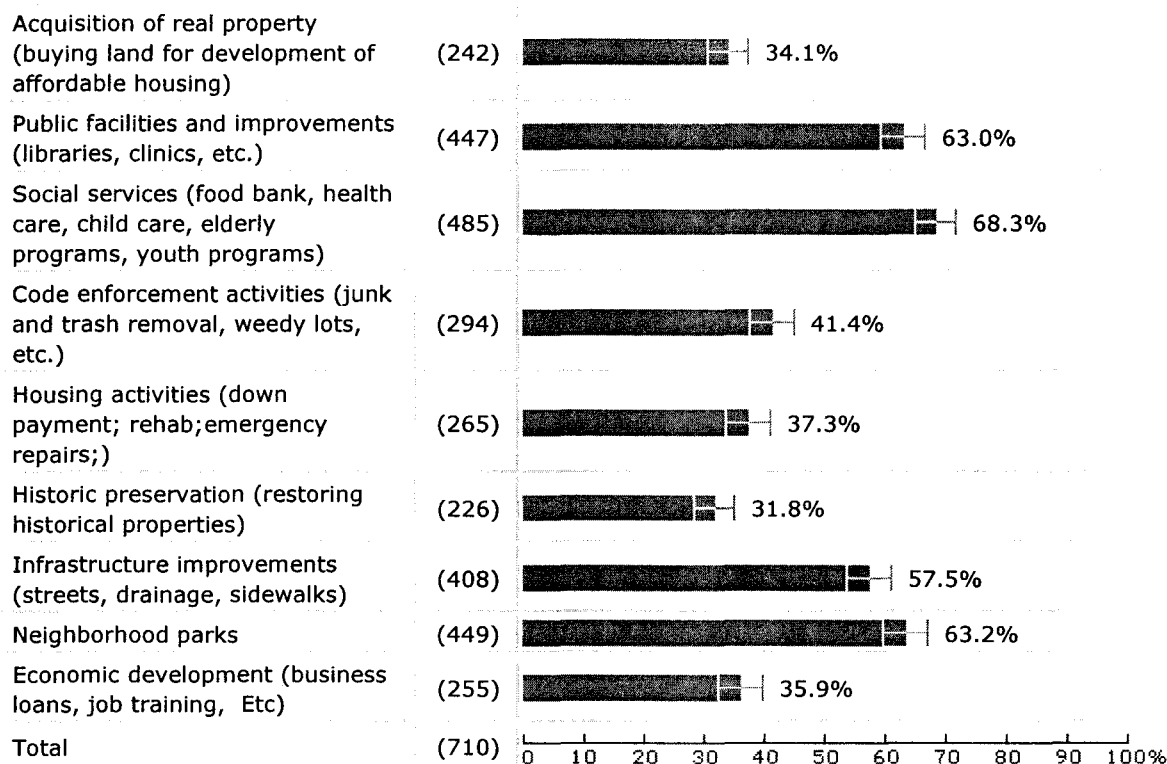 Acquisition of real property
(buying land for development of
affordable housing)
(242)
34.1%
Public facilities and improvements
(libraries, clinics, etc.)
(447)
63.0%
Social services (food bank, health
care, child care, elderly
programs, youth programs)
(485)
68.3%
Code enforcement activities (junk
and trash removal, weedy lots,
etc.)
(294)
41.4%
Housing activities (down
payment; rehab;emergency
repairs;)
(265)
37.3%
Historic preservation (restoring
historical properties)
(226)
31.8%
Infrastructure improvements
(streets, drainage, sidewalks)
(408)
57.5%
Neighborhood parks
(449)
63.2%
Economic development (business
loans, job training, Etc)
(255)
35.9%
Total
(710)
0 10 20 30 40 50 60 70 80 90 100%